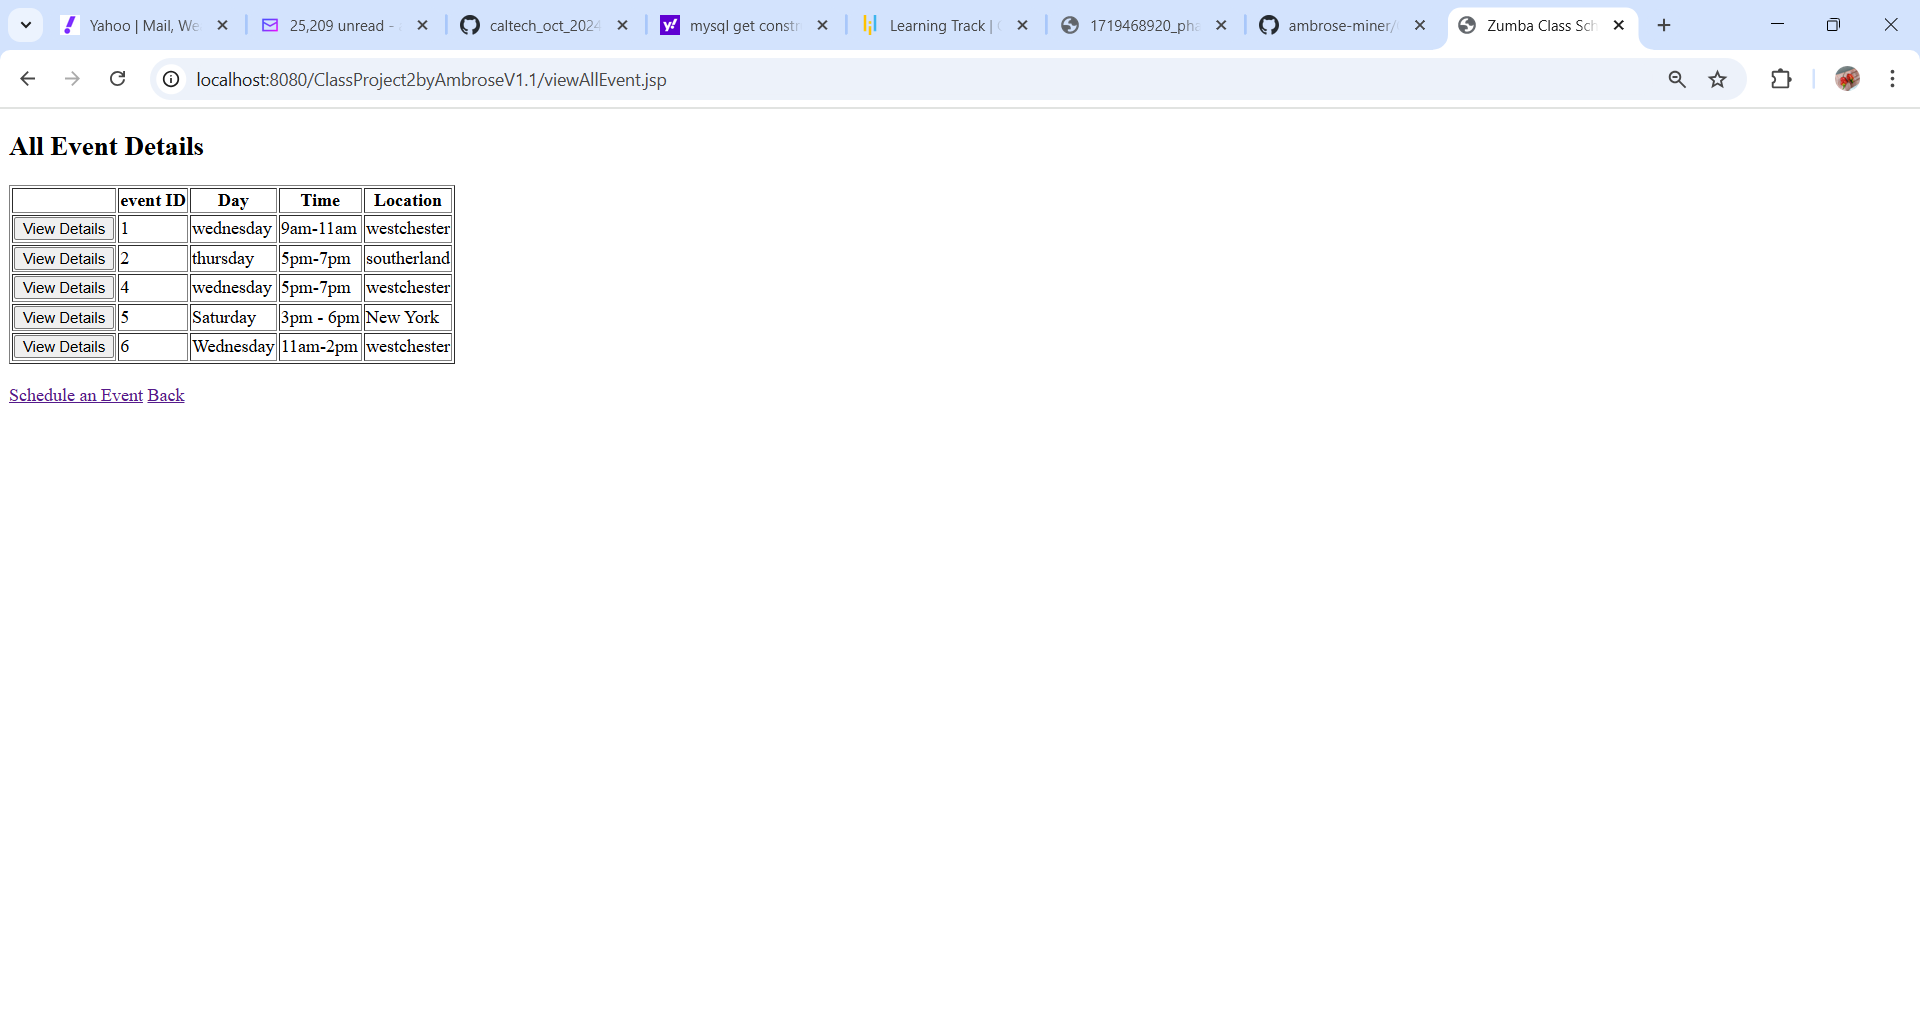 Yahoo | Mail, We
25,209 unread -
caltech_oct_2024
mysql get constr
Learning Track |
1719468920_pha
ambrose-miner/
Zumba Class Sch
localhost:8080/ClassProject2byAmbroseV1.1/viewAllEvent.jsp
All Event Details
event ID Day Time Location
View Details 1 wednesday 9am-11am westchester
View Details 2 thursday 5pm-7pm southerland
View Details 4 wednesday 5pm-7pm westchester
View Details 5 Saturday 3pm - 6pm New York
View Details 6 Wednesday 11am-2pm westchester
Schedule an Event Back